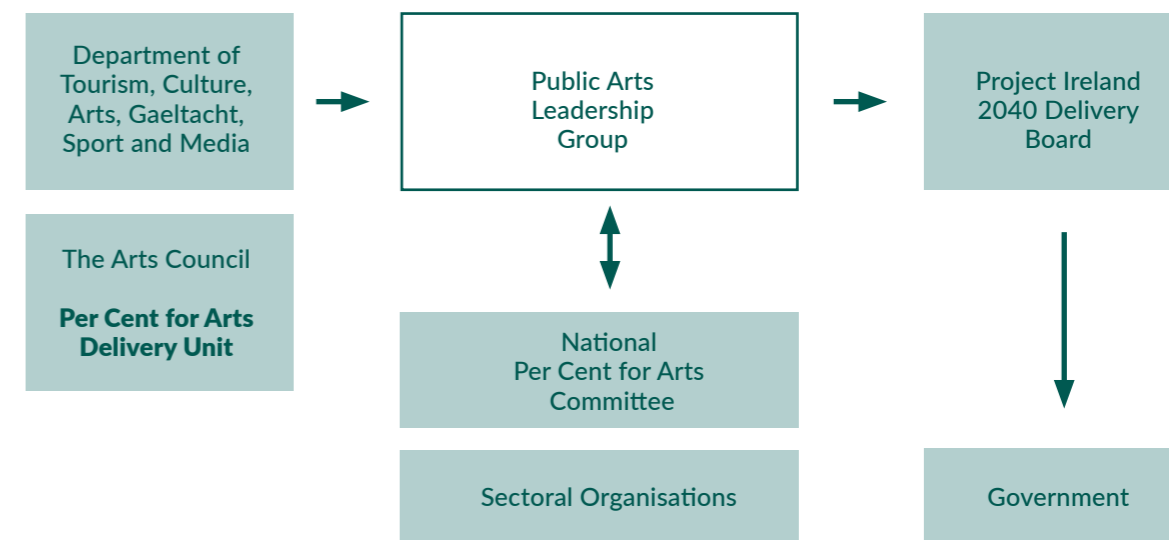 Department of
Tourism, Culture,
Arts, Gaeltacht,
Sport and Media
The Arts Council
Per Cent for Arts
Delivery Unit
Public Arts
Leadership
Group
National
Per Cent for Arts
Committee
Sectoral Organisations
Project Ireland
2040 Delivery
Board
Government